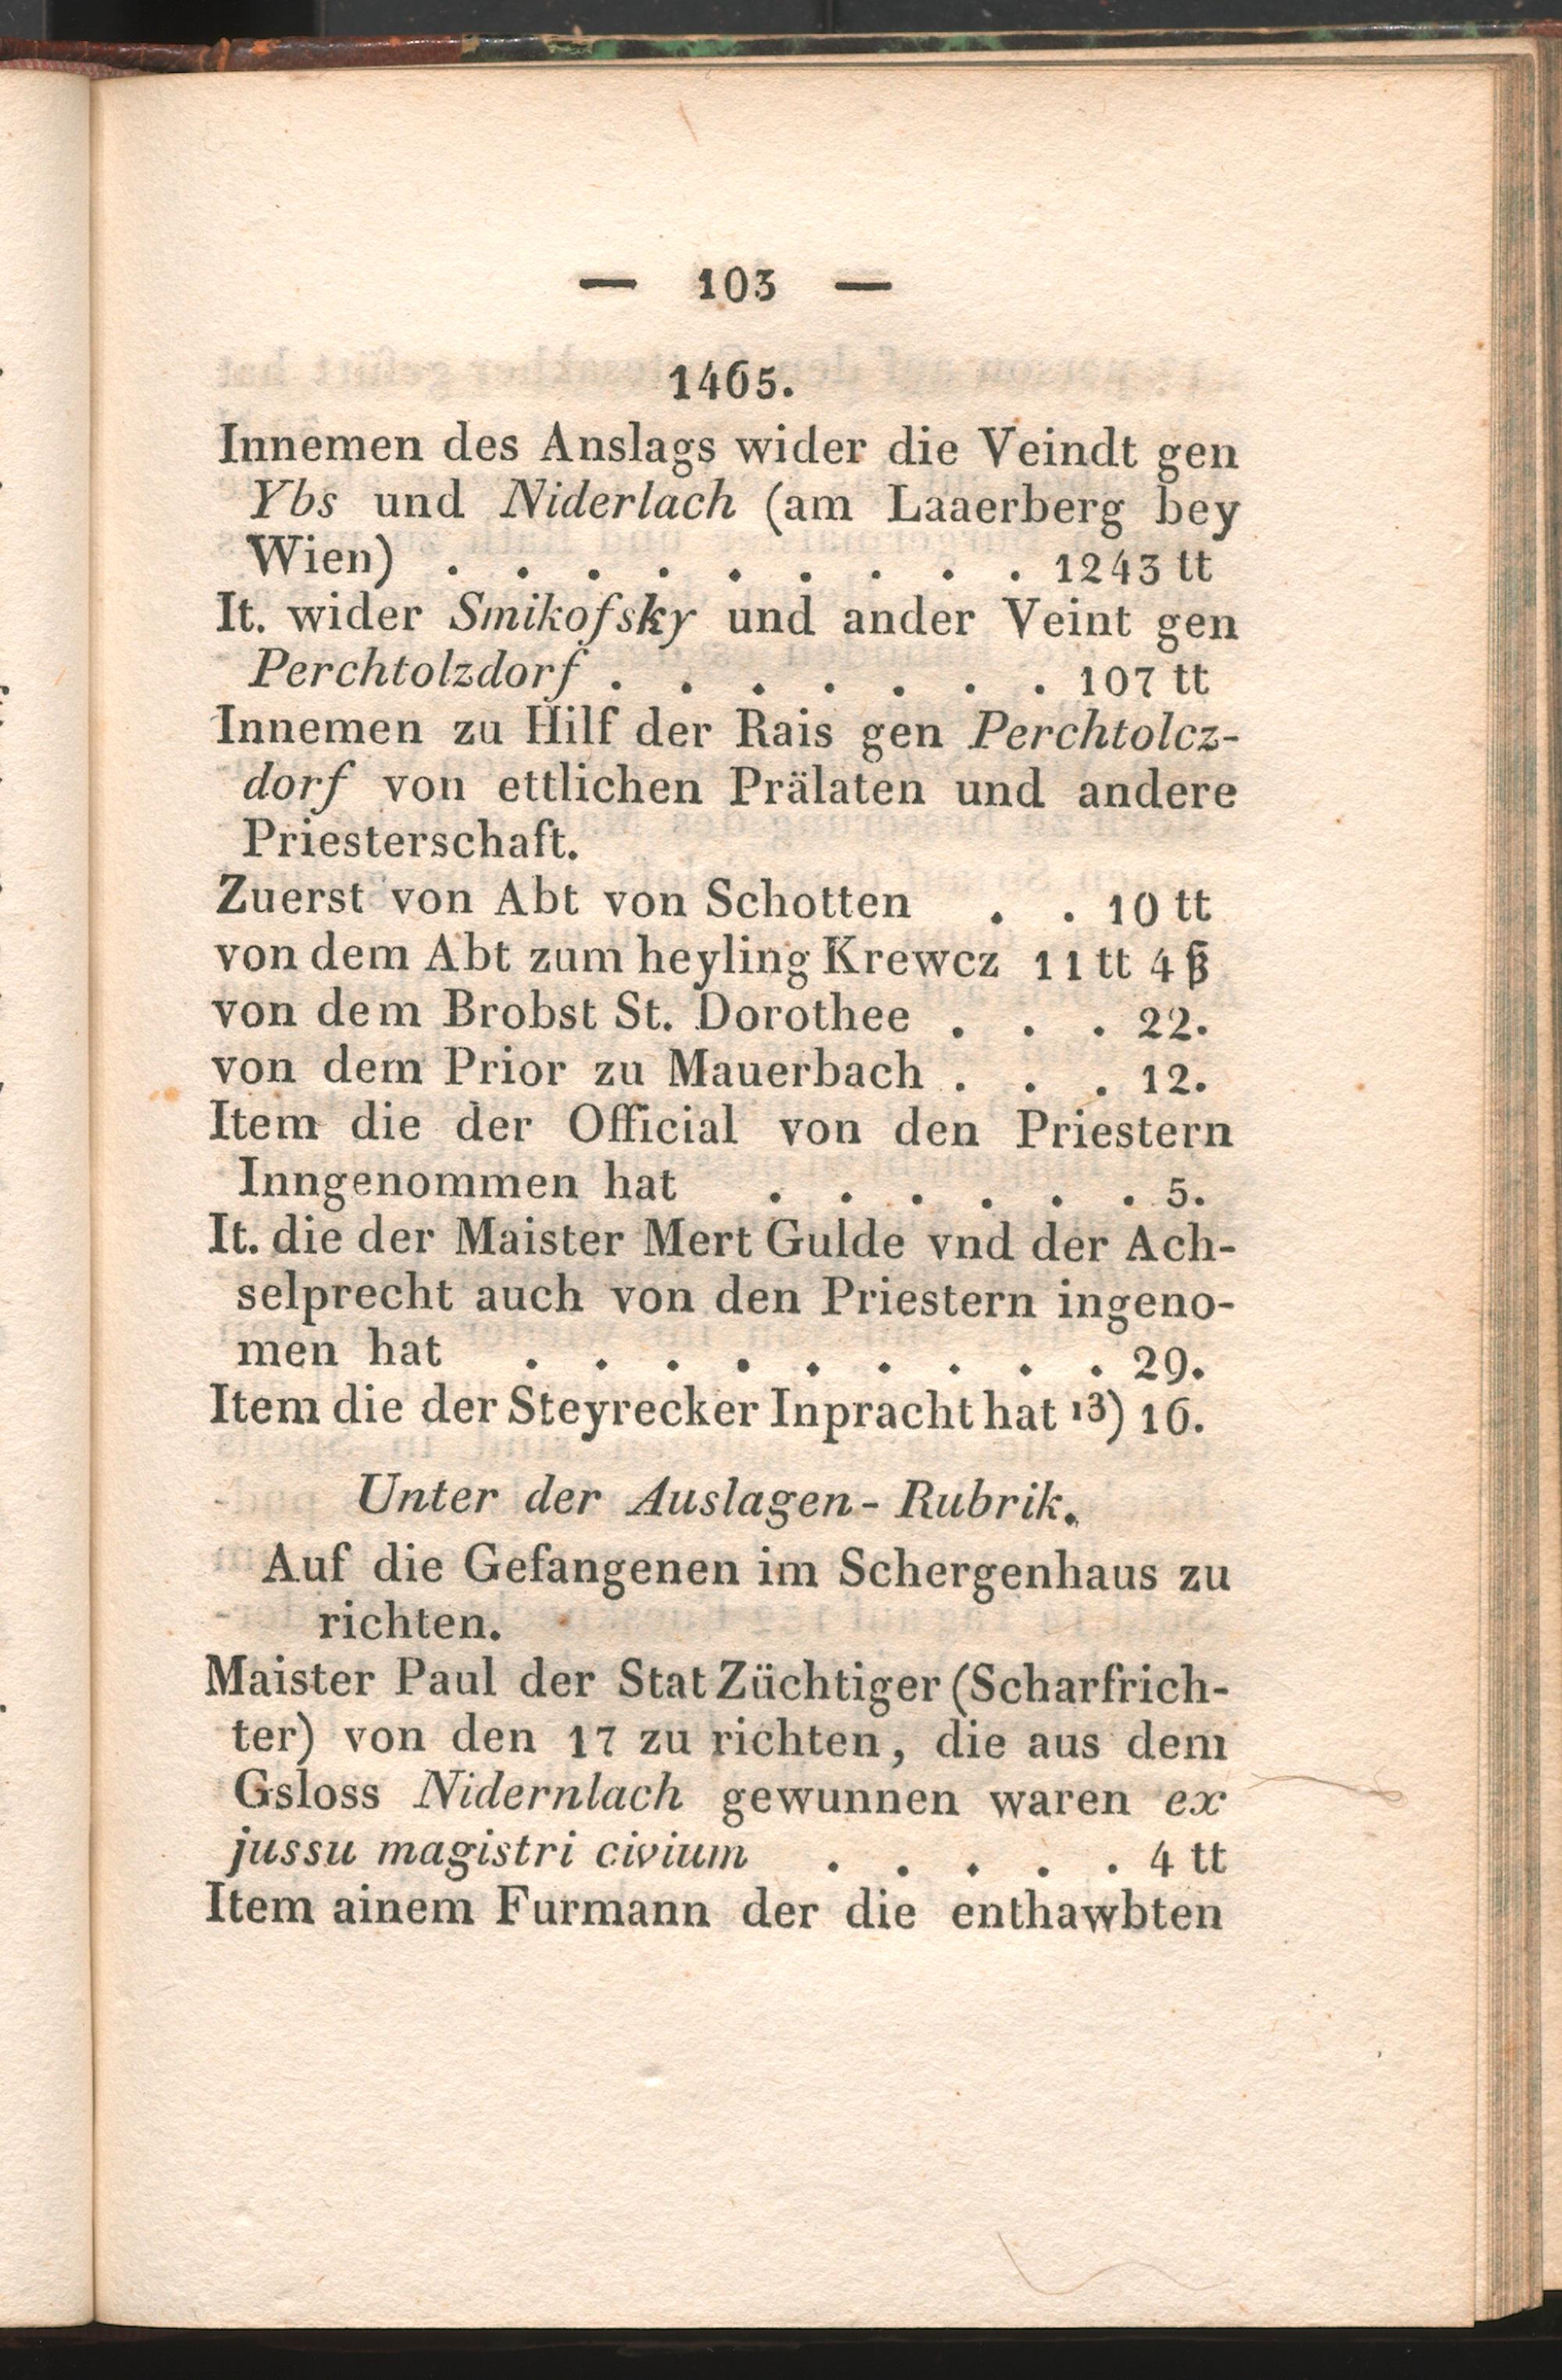 — 103 —
1465.
Innemen des Anslags wider die Veindt gen
Ybs und Niderlach (am Laaerberg bey
Wien) . . . . . . . . . 1243 tt
It. wider Smikofsky und ander Veint gen
Perchtolzdorf . . . . . . . 107 tt
Innemen zu Hilf der Rais gen Perchtolcz-
dorf von ettlichen Prälaten und andere
Priesterschaft.
Zuerst von Abt von Schotten . . 10 tt
von dem Abt zum heyling Krewcz 11 tt 4 ß
von dem Brobst St. Dorothee . . . 22.
von dem Prior zu Mauerbach . . . 12.
Item die der Official von den Priestern
Inngenommen hat . . . . . . 5.
It. die der Maister Mert Gulde vnd der Ach-
selprecht auch von den Priestern ingeno-
men hat . . . . . . . . . 29.
Item die der Steyrecker Inpracht hat 13) 16.
Unter der Auslagen-Rubrik.
Auf die Gefangenen im Schergenhaus zu
richten.
Maister Paul der Stat Züchtiger (Scharfrich-
ter) von den 17 zu richten, die aus dem
Gsloss Nidernlach gewunnen waren ex
jussu magistri civium . . . . . 4 tt
Item ainem Furmann der die enthawbten